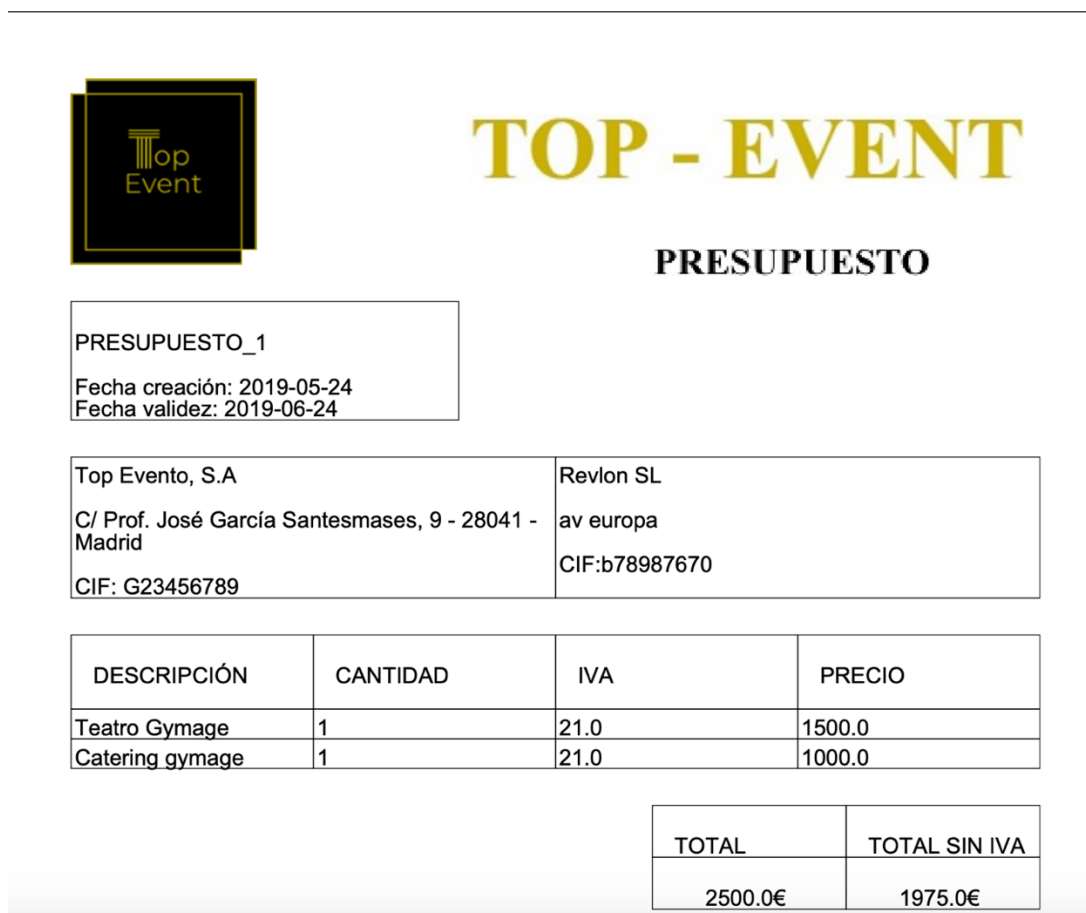 Top
Event
TOP - EVENT
PRESUPUESTO
PRESUPUESTO_1
Fecha creación: 2019-05-24
Fecha validez: 2019-06-24
Top Evento, S.A
C/ Prof. José García Santesmases, 9 - 28041 -
Madrid
CIF: G23456789
Revlon SL
av europa
CIF:b78987670
DESCRIPCIÓN CANTIDAD IVA PRECIO
Teatro Gymage 1 21.0 1500.0
Catering gymage 1 21.0 1000.0
TOTAL TOTAL SIN IVA
2500.0€ 1975.0€